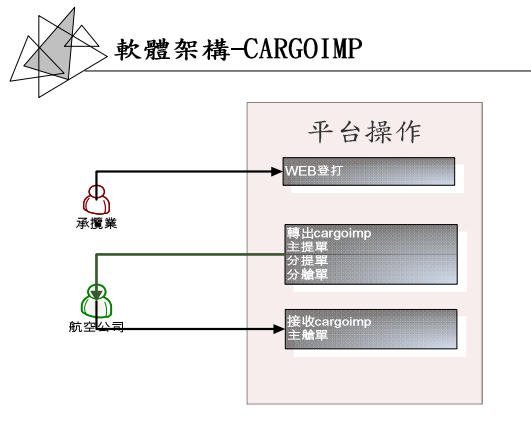 軟體架構-CARGOIMP
平台操作
WEB登打
承攬業
轉出cargoimp
主提單
分提單
分艙單
航空公司
接收cargoimp
主艙單